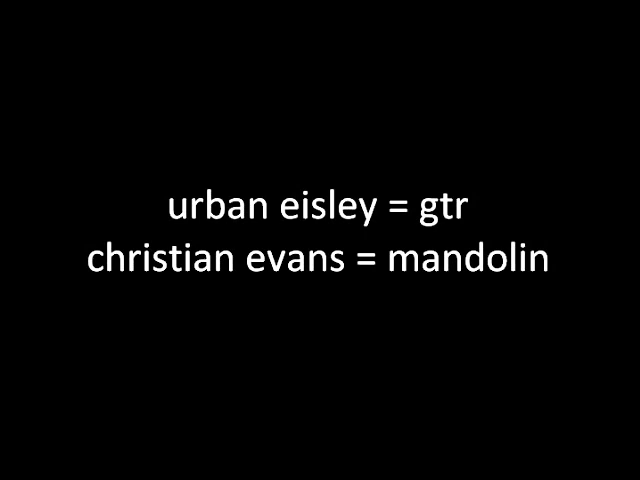 urban eisley = gtr
christian evans = mandolin